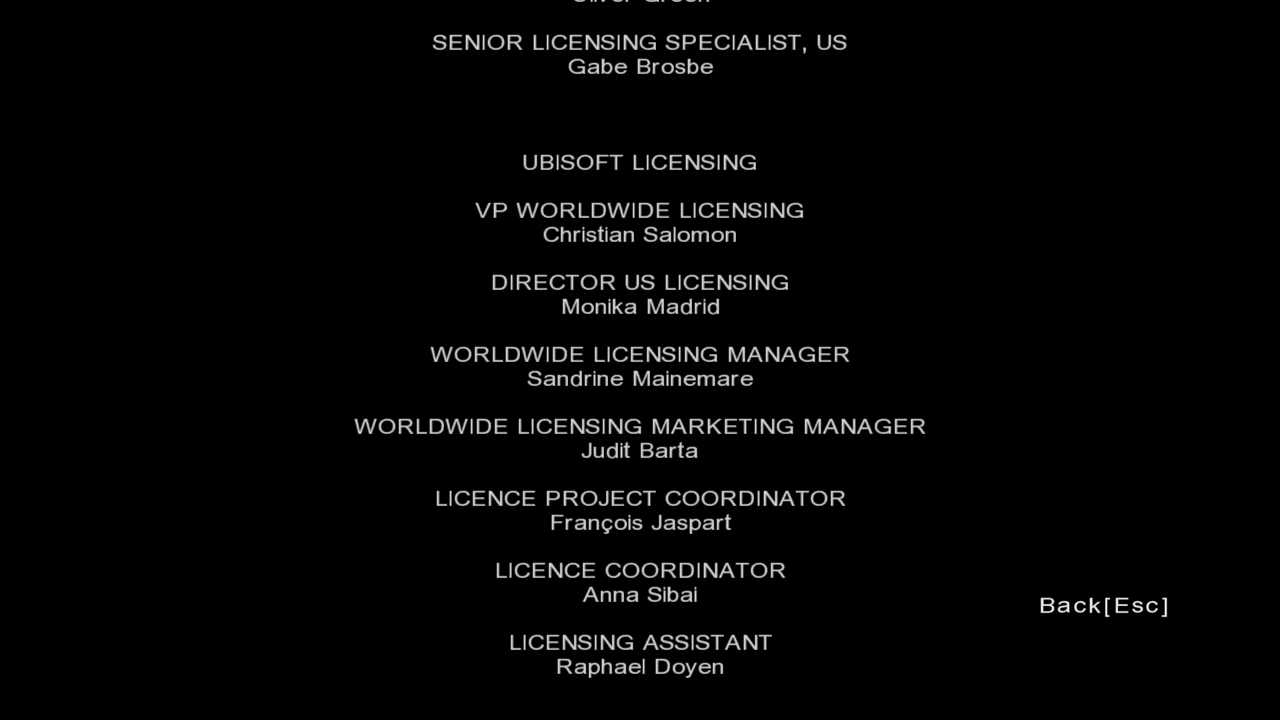 SENIOR LICENSING SPECIALIST, US
Gabe Brosbe
UBISOFT LICENSING
VP WORLDWIDE LICENSING
Christian Salomon
DIRECTOR US LICENSING
Monika Madrid
WORLDWIDE LICENSING MANAGER
Sandrine Mainemare
WORLDWIDE LICENSING MARKETING MANAGER
Judit Barta
LICENCE PROJECT COORDINATOR
François Jaspart
LICENCE COORDINATOR
Anna Sibai
Back[Esc]
LICENSING ASSISTANT
Raphael Doyen